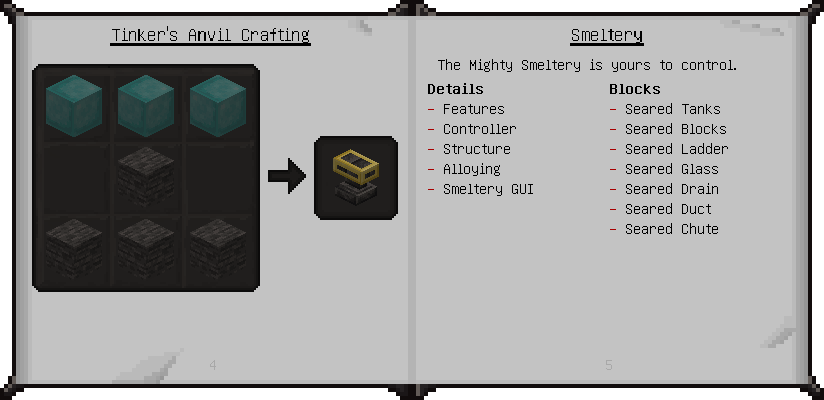 Tinker's Anvil Crafting
4
Smeltery
The Mighty Smeltery is yours to control.
Details
- Features
- Controller
- Structure
- Alloying
- Smeltery GUI
Blocks
- Seared Tanks
- Seared Blocks
- Seared Ladder
- Seared Glass
- Seared Drain
- Seared Duct
- Seared Chute
5